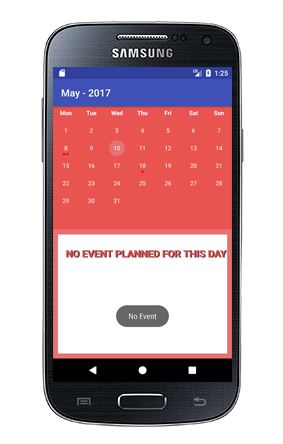 SAMSUNG
1:25
May - 2017
Mon Tue Wed Thu Fri Sat Sun
1 2 3 4 5 6 7
8 9 10 11 12 13 14
15 16 17 18 19 20 21
22 23 24 25 26 27 28
29 30 31
NO EVENT PLANNED FOR THIS DAY
No Event